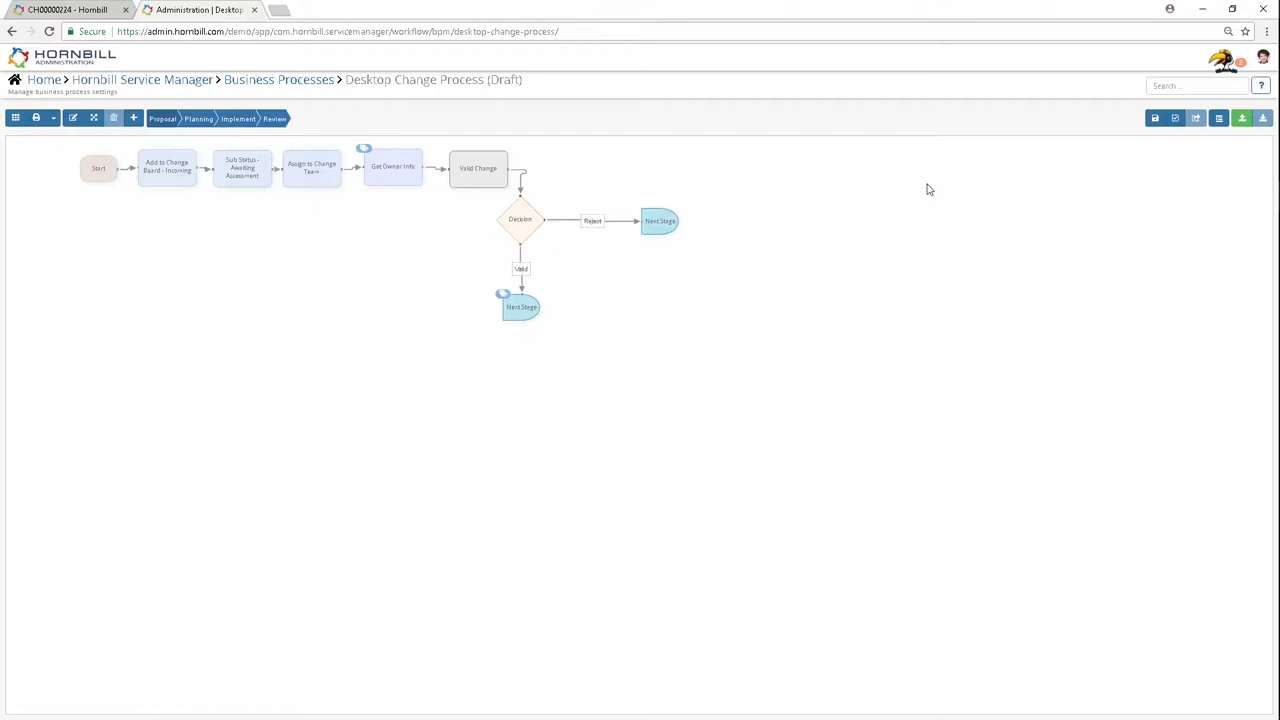 CH00000224 - Hornbill
Administration | Desktop
Secure
https://admin.hornbill.com/demo/app/com.hornbill.servicemanager/workflow/bpm/desktop-change-process/
HORNBILL
ADMINISTRATION
2
Home > Hornbill Service Manager > Business Processes > Desktop Change Process (Draft)
Manage business process settings
Search ...
?
Proposal
Planning
Implement
Review
Start
Add to Change
Board - Incoming
Sub Status -
Awaiting
Assessment
Assign to Change
Team
Get Owner Info
Valid Change
Decision
Reject
Next Stage
Valid
Next Stage